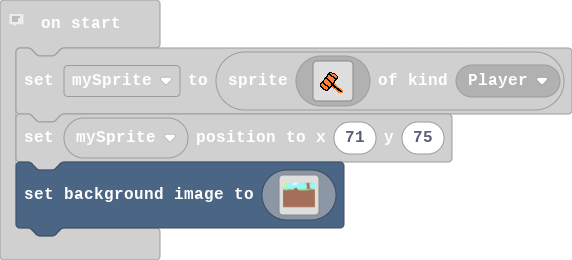 on start
set mySprite to sprite of kind Player
set mySprite position to x 71 y 75
set background image to